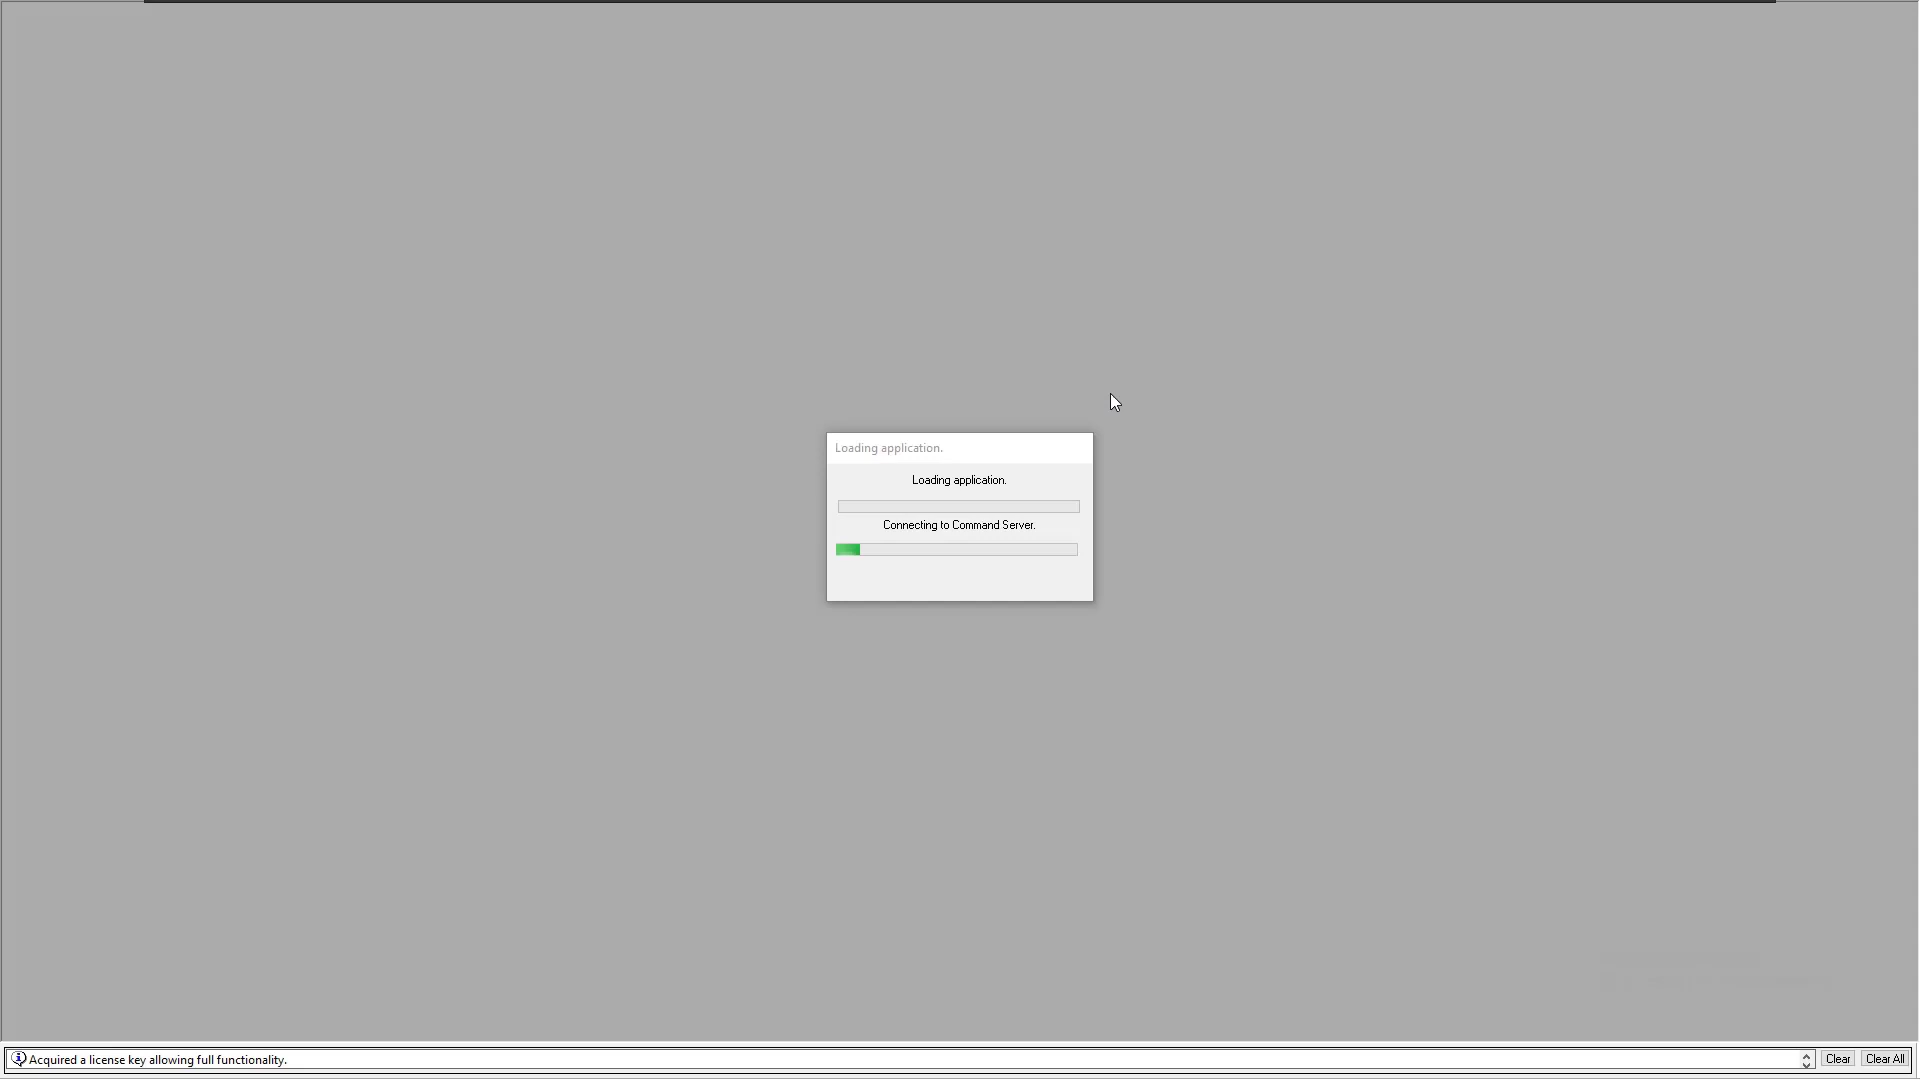 Loading application.
Loading application.
Connecting to Command Server.
Acquired a license key allowing full functionality.
Clear
Clear All